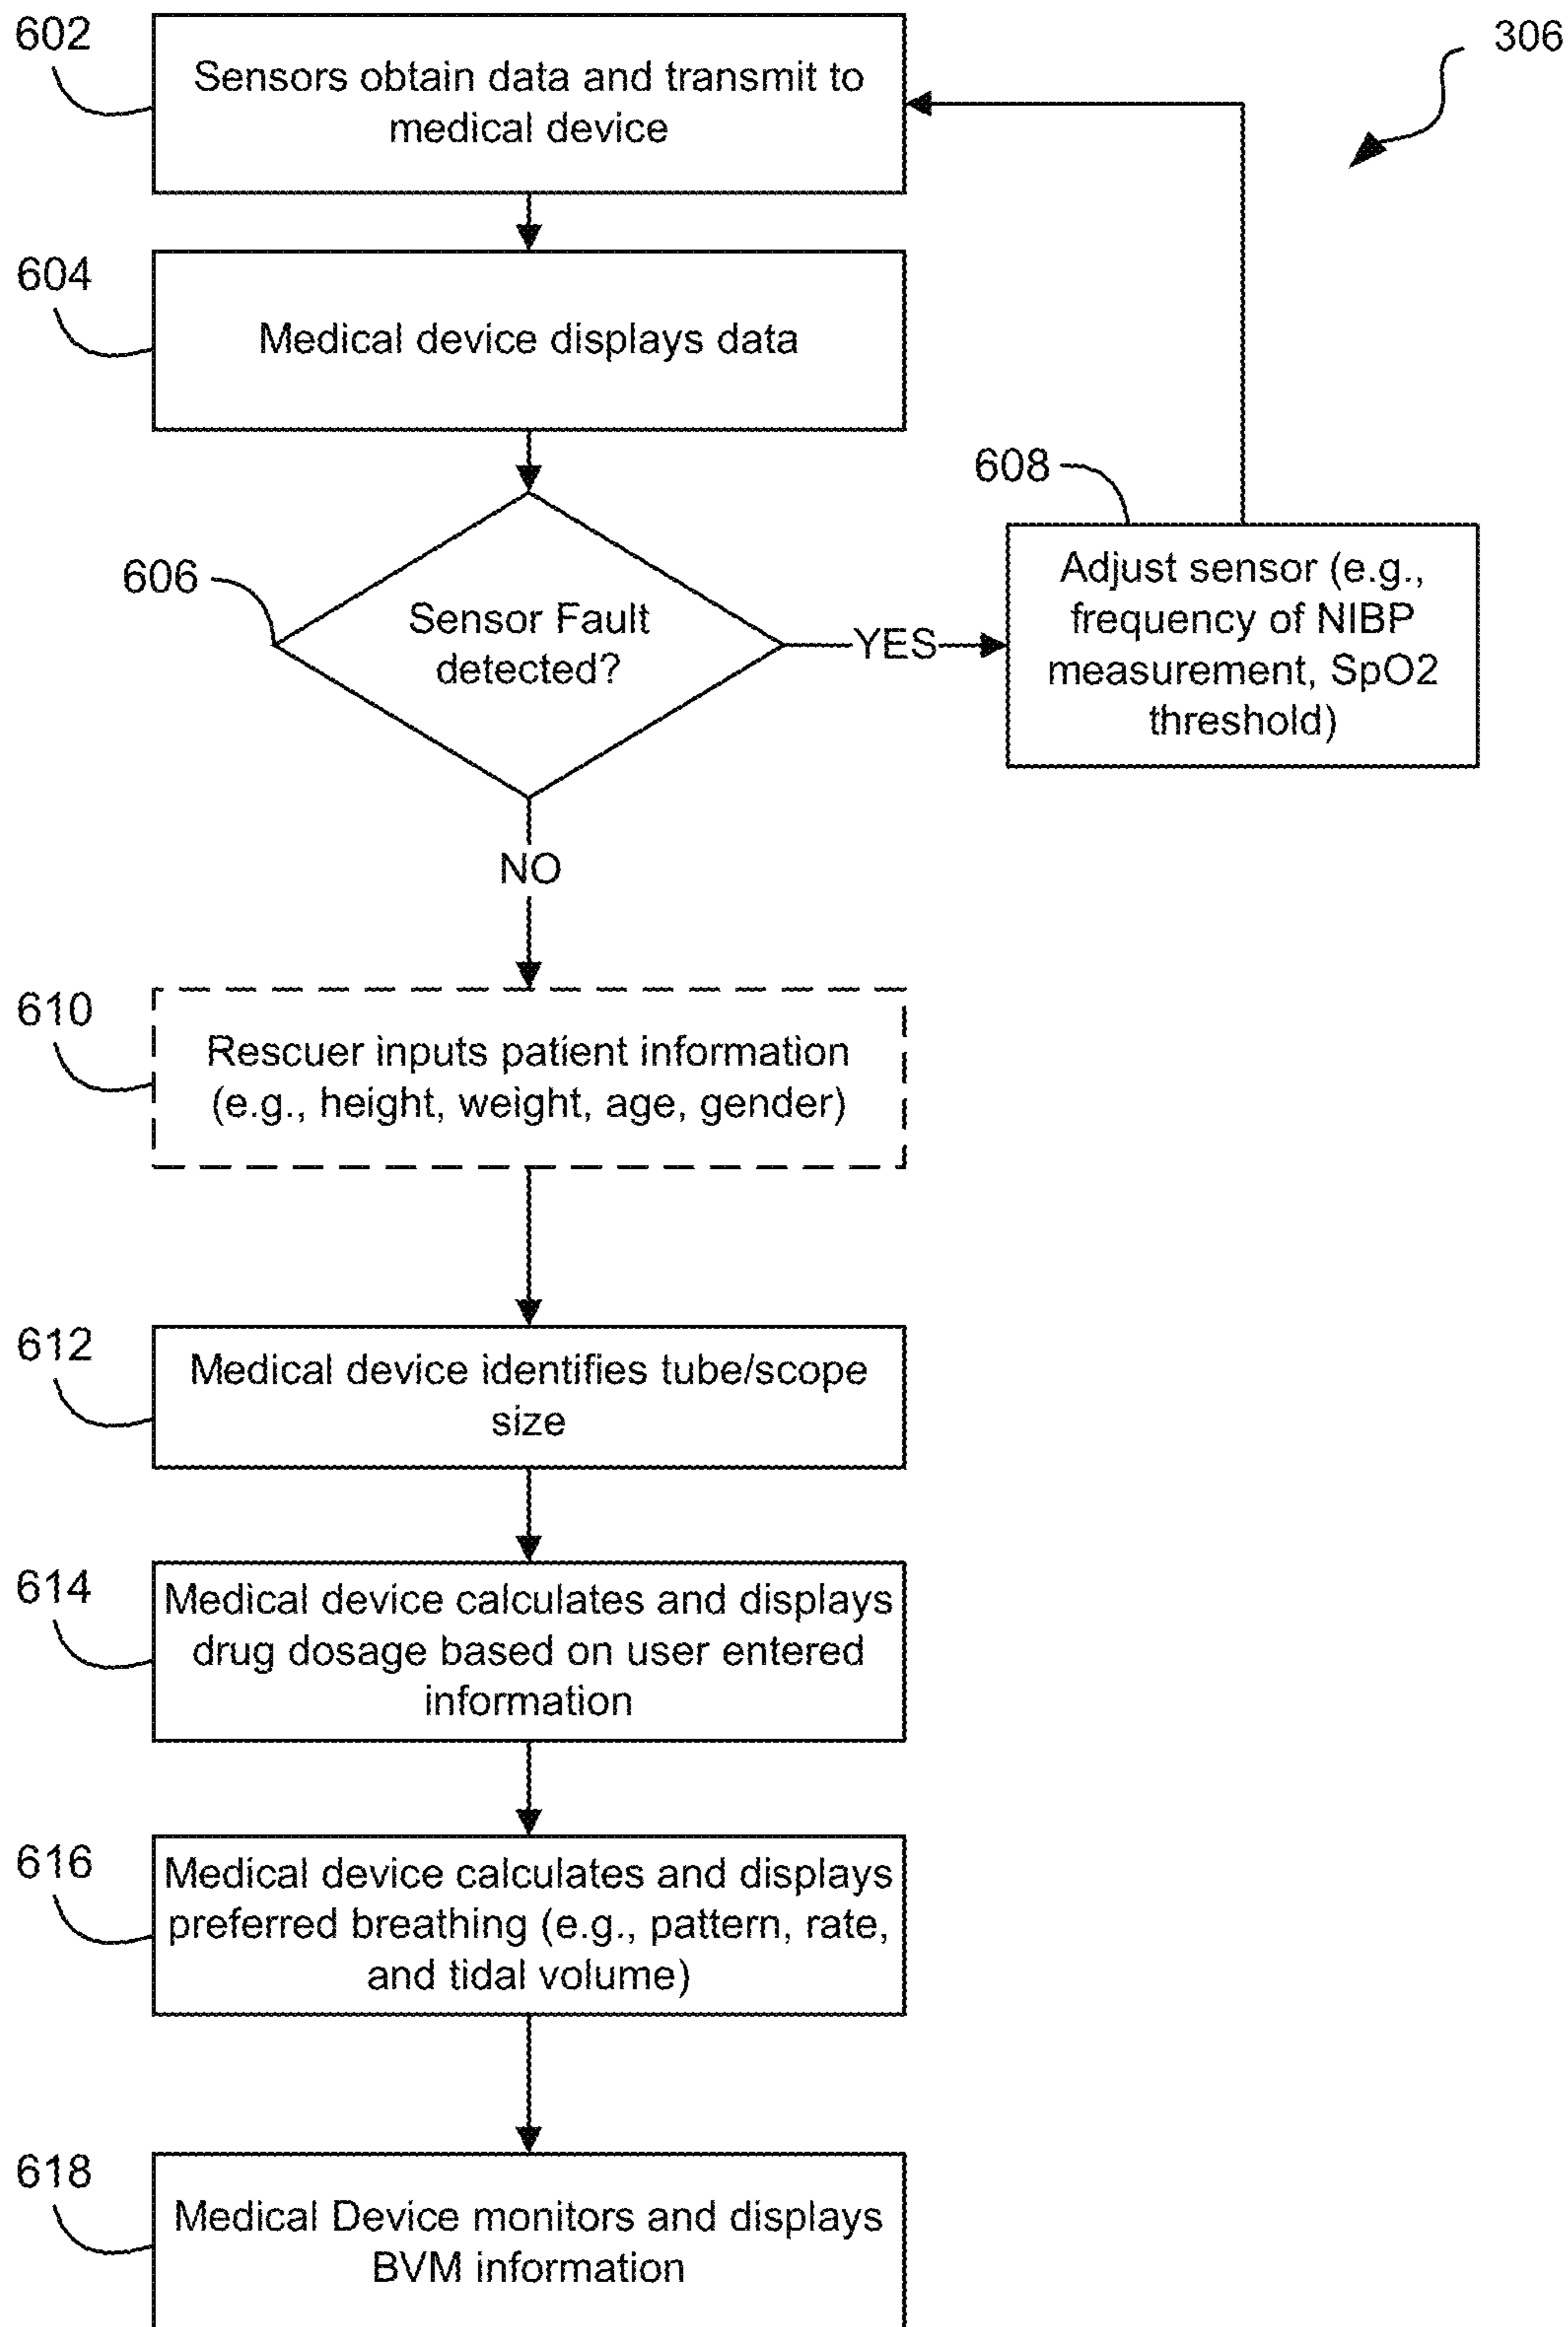 602
Sensors obtain data and transmit to
medical device
306
604
Medical device displays data
606
Sensor Fault
detected?
YES
608
Adjust sensor (e.g.,
frequency of NIBP
measurement, SpO2
threshold)
NO
610
Rescuer inputs patient information
(e.g., height, weight, age, gender)
612
Medical device identifies tube/scope
size
614
Medical device calculates and displays
drug dosage based on user entered
information
616
Medical device calculates and displays
preferred breathing (e.g., pattern, rate,
and tidal volume)
618
Medical Device monitors and displays
BVM information